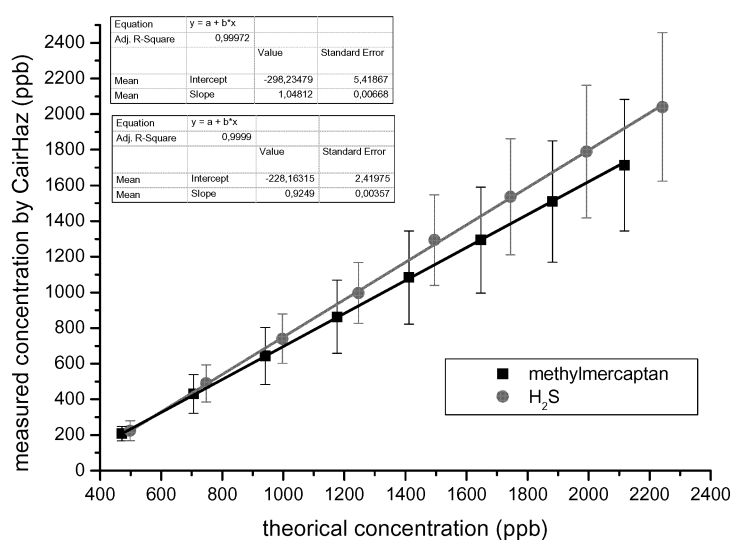 Equation y = a + b*x
Adj. R-Square 0,99972
Value Standard Error
Mean Intercept -298,23479 5,41867
Mean Slope 1,04812 0,00668
Equation y = a + b*x
Adj. R-Square 0,9999
Value Standard Error
Mean Intercept -228,16315 2,41975
Mean Slope 0,9249 0,00357
measured concentration by CairHaz (ppb)
2400
2200
2000
1800
1600
1400
1200
1000
800
600
400
200
0
methylmercaptan
H₂S
400 600 800 1000 1200 1400 1600 1800 2000 2200 2400
theorical concentration (ppb)